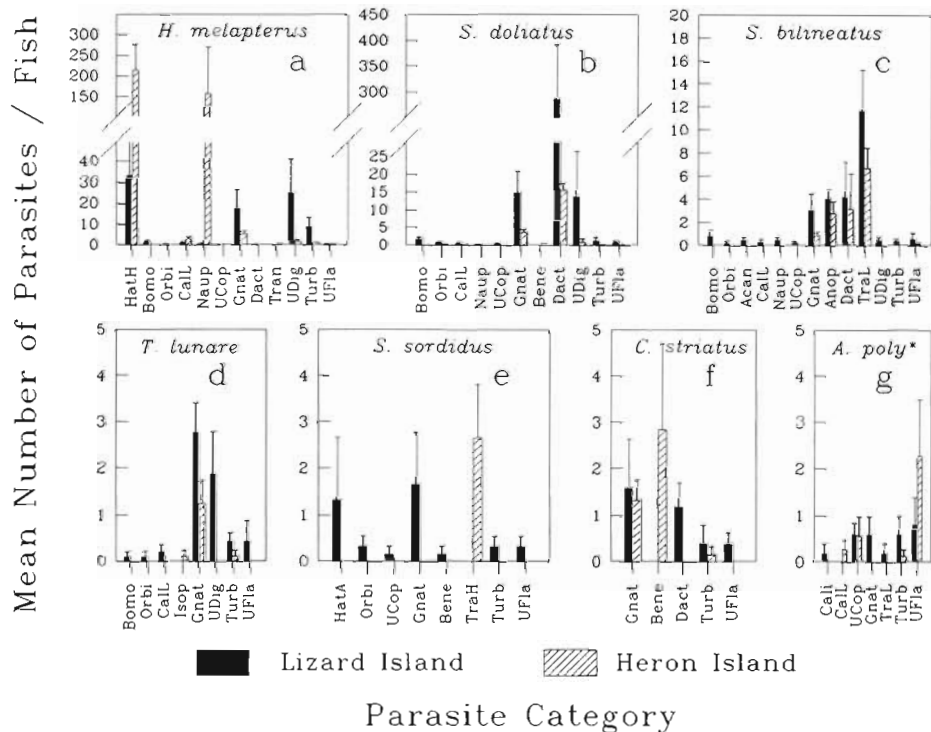 Mean Number of Parasites / Fish
H. melapterus
a
300
250
200
150
100
40
30
20
10
0
HatH Bomo Orbi CalL Naup UCop Gnat Dact Tran UDig Turb UFla
S. doliatus
b
450
400
350
300
250
25
20
15
10
5
0
Bomo Orbi CalL Naup UCop Gnat Bene Dact UDig Turb UFla
S. bilineatus
c
20
18
16
14
12
10
8
6
4
2
0
Bomo Orbi Acan CalL Naup UCop Gnat Anop Dact TraL UDig Turb UFla
T. lunare
d
5
4
3
2
1
0
Bomo Orbi CalL Isop Gnat UDig Turb UFla
S. sordidus
e
5
4
3
2
1
0
HatA Orbi UCop Gnat Bene TraH Turb UFla
C. striatus
f
5
4
3
2
1
0
Gnat Bene Dact Turb UFla
A. poly*
g
5
4
3
2
1
0
Cali CalL UCop Gnat TraL Turb UFla
Lizard Island Heron Island
Parasite Category